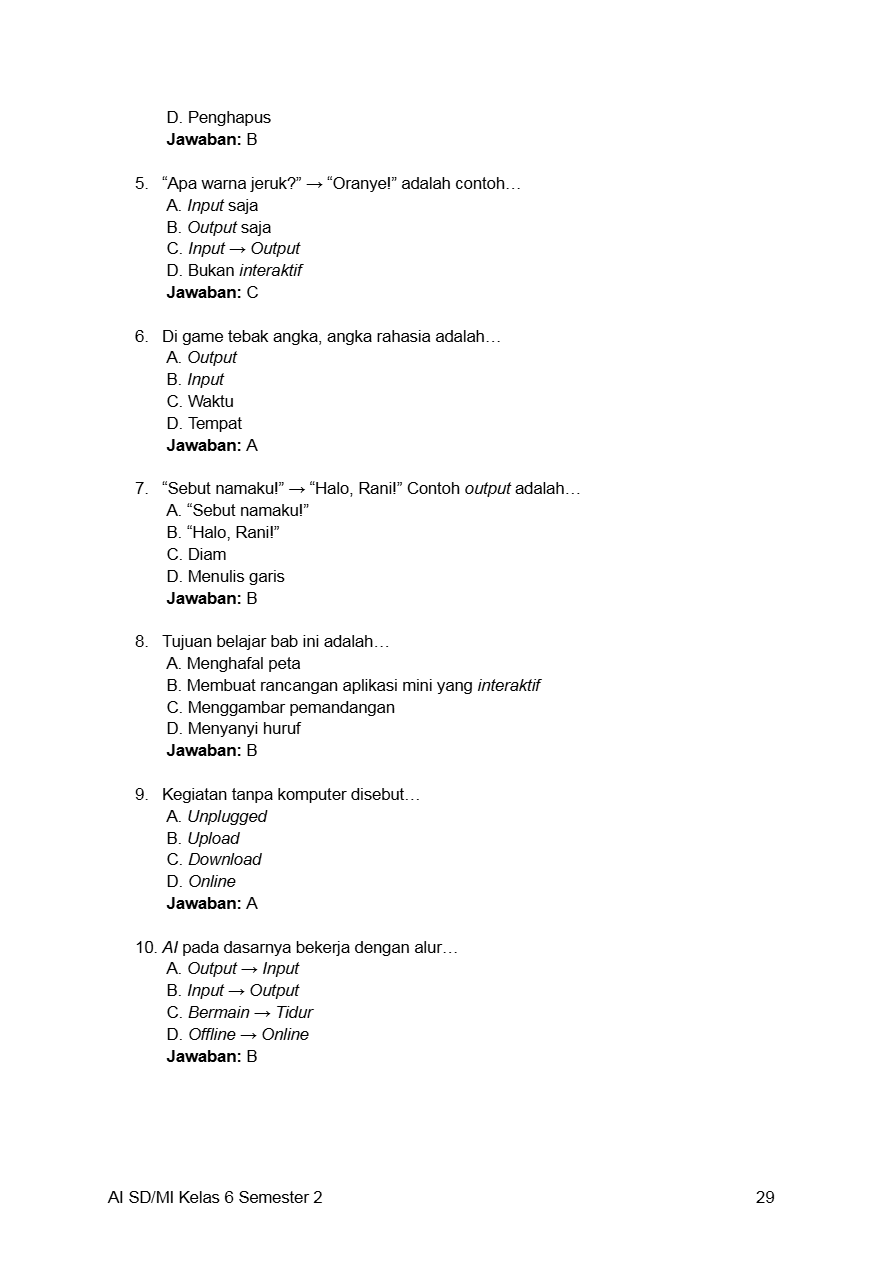 D. Penghapus
Jawaban: B
5. “Apa warna jeruk?” → “Oranye!” adalah contoh…
A. Input saja
B. Output saja
C. Input → Output
D. Bukan interaktif
Jawaban: C
6. Di game tebak angka, angka rahasia adalah…
A. Output
B. Input
C. Waktu
D. Tempat
Jawaban: A
7. “Sebut namaku!” → “Halo, Rani!” Contoh output adalah…
A. “Sebut namaku!”
B. “Halo, Rani!”
C. Diam
D. Menulis garis
Jawaban: B
8. Tujuan belajar bab ini adalah…
A. Menghafal peta
B. Membuat rancangan aplikasi mini yang interaktif
C. Menggambar pemandangan
D. Menyanyi huruf
Jawaban: B
9. Kegiatan tanpa komputer disebut…
A. Unplugged
B. Upload
C. Download
D. Online
Jawaban: A
10. AI pada dasarnya bekerja dengan alur…
A. Output → Input
B. Input → Output
C. Bermain → Tidur
D. Offline → Online
Jawaban: B
AI SD/MI Kelas 6 Semester 2 29